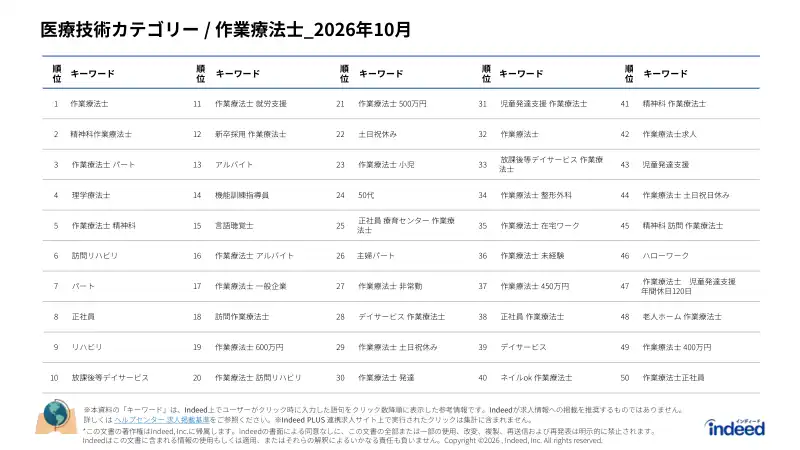 医療技術カテゴリー / 作業療法士_2026年10月
順位 キーワード 順位 キーワード 順位 キーワード 順位 キーワード 順位 キーワード
1 作業療法士 11 作業療法士 就労支援 21 作業療法士 500万円 31 児童発達支援 作業療法士 41 精神科 作業療法士
2 精神科作業療法士 12 新卒採用 作業療法士 22 土日祝休み 32 作業療法士 42 作業療法士求人
3 作業療法士 パート 13 アルバイト 23 作業療法士 小児 33 放課後等デイサービス 作業療法士 43 児童発達支援
4 理学療法士 14 機能訓練指導員 24 50代 34 作業療法士 整形外科 44 作業療法士 土日祝日休み
5 作業療法士 精神科 15 言語聴覚士 25 正社員 療育センター 作業療法士 35 作業療法士 在宅ワーク 45 精神科 訪問 作業療法士
6 訪問リハビリ 16 作業療法士 アルバイト 26 主婦パート 36 作業療法士 未経験 46 ハローワーク
7 パート 17 作業療法士 一般企業 27 作業療法士 非常勤 37 作業療法士 450万円 47 作業療法士　児童発達支援　年間休日120日
8 正社員 18 訪問作業療法士 28 デイサービス 作業療法士 38 正社員 作業療法士 48 老人ホーム 作業療法士
9 リハビリ 19 作業療法士 600万円 29 作業療法士 土日祝休み 39 デイサービス 49 作業療法士 400万円
10 放課後等デイサービス 20 作業療法士 訪問リハビリ 30 作業療法士 発達 40 ネイルok 作業療法士 50 作業療法士正社員
※本資料の「キーワード」は、Indeed上でユーザーがクリック時に入力した語句をクリック数降順に表示した参考情報です。Indeedが求人情報への掲載を推奨するものではありません。
詳しくは ヘルプセンター 求人掲載基準をご参照ください。※Indeed PLUS 連携求人サイト上で実行されたクリックは集計に含まれません。
*この文書の著作権はIndeed, Inc.に帰属します。Indeedの書面による同意なしに、この文書の全部または一部の使用、改変、複製、再送信および再発表は明示的に禁止されます。
Indeedはこの文書に含まれる情報の使用もしくは適用、またはそれらの解釈によるいかなる責任も負いません。Copyright ©2026 , Indeed, Inc. All rights reserved.
インディード
indeed